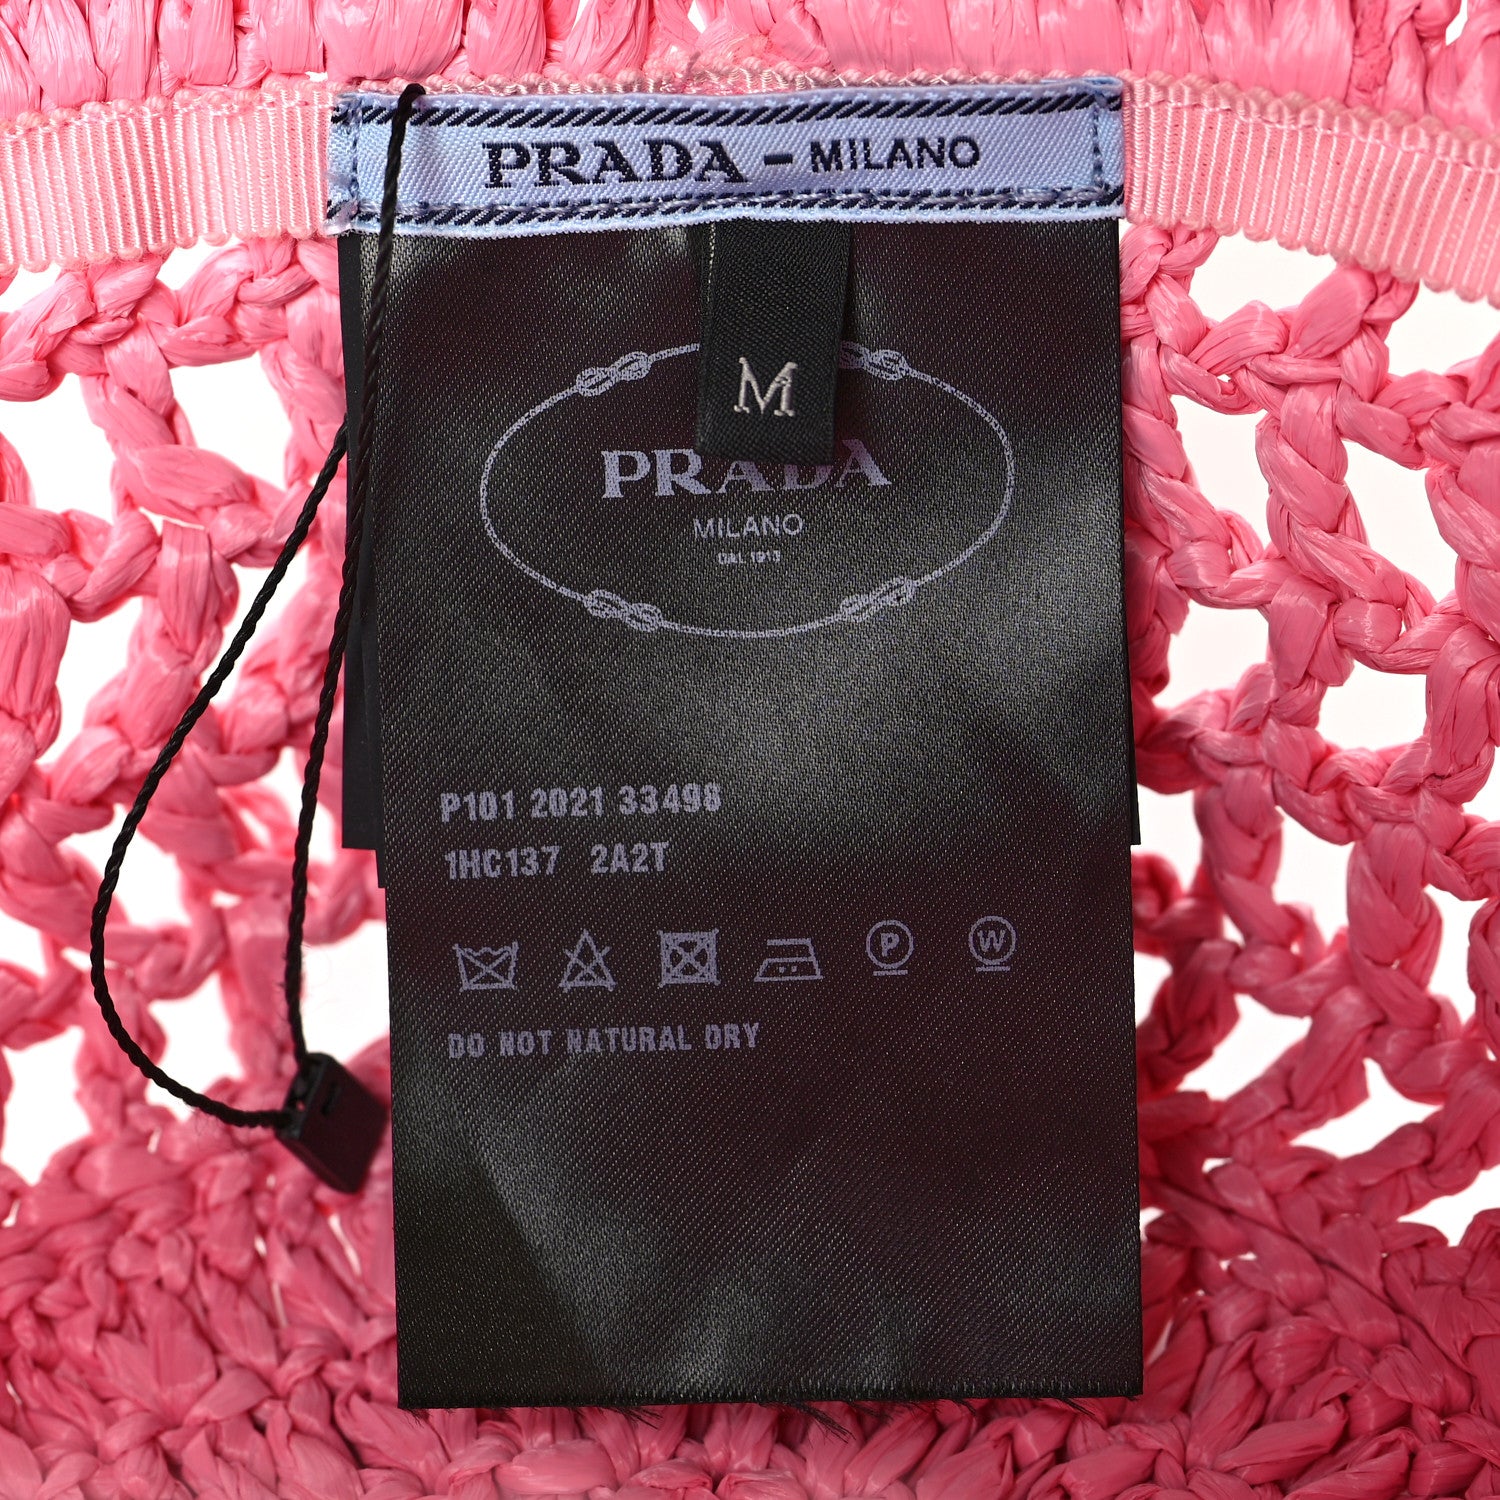 PRADA - MILANO
M
PRADA
MILANO
DAL 1913
P101 2021 33498
1HC137 2A2T
P W
DO NOT NATURAL DRY